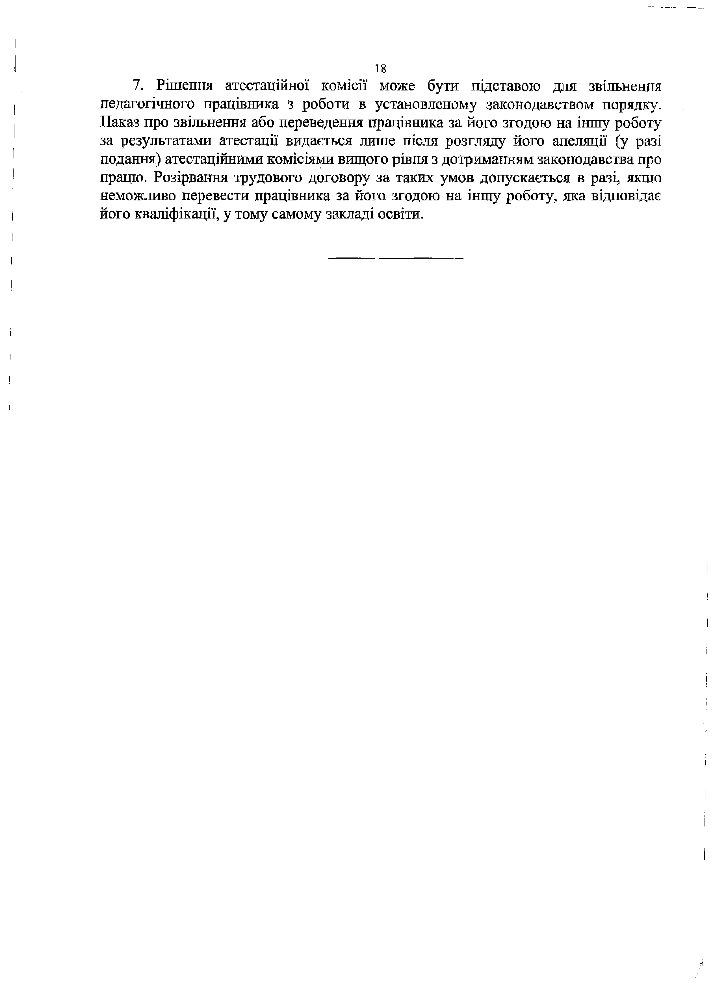 18
7. Рішення атестаційної комісії може бути підставою для звільнення
педагогічного працівника з роботи в установленому законодавством порядку.
Наказ про звільнення або переведення працівника за його згодою на іншу роботу
за результатами атестації видається лише після розгляду його апеляції (у разі
подання) атестаційними комісіями вищого рівня з дотриманням законодавства про
працю. Розірвання трудового договору за таких умов допускається в разі, якщо
неможливо перевести працівника за його згодою на іншу роботу, яка відповідає
його кваліфікації, у тому самому закладі освіти.